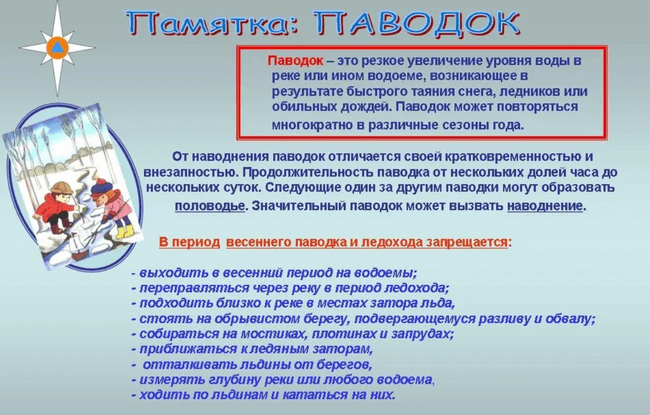 Памятка: ПАВОДОК
Паводок – это резкое увеличение уровня воды в
реке или ином водоеме, возникающее в
результате быстрого таяния снега, ледников или
обильных дождей. Паводок может повторяться
многократно в различные сезоны года.
От наводнения паводок отличается своей кратковременностью и
внезапностью. Продолжительность паводка от нескольких долей часа до
нескольких суток. Следующие один за другим паводки могут образовать
половодье. Значительный паводок может вызвать наводнение.
В период весеннего паводка и ледохода запрещается:
- выходить в весенний период на водоемы;
- переправляться через реку в период ледохода;
- подходить близко к реке в местах затора льда,
- стоять на обрывистом берегу, подвергающемуся разливу и обвалу;
- собираться на мостиках, плотинах и запрудах;
- приближаться к ледяным заторам,
- отталкивать льдины от берегов,
- измерять глубину реки или любого водоема,
- ходить по льдинам и кататься на них.